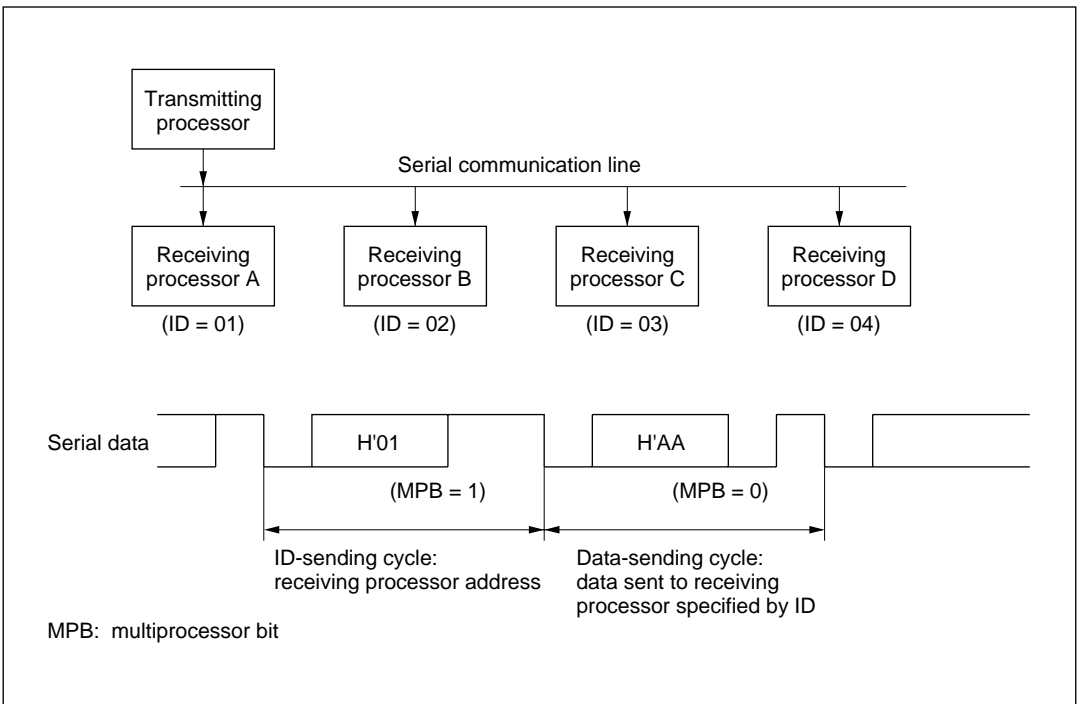 Transmitting
processor
Serial communication line
Receiving
processor A
Receiving
processor B
Receiving
processor C
Receiving
processor D
(ID = 01)
(ID = 02)
(ID = 03)
(ID = 04)
Serial data
H'01
H'AA
(MPB = 1)
(MPB = 0)
ID-sending cycle:
receiving processor address
Data-sending cycle:
data sent to receiving
processor specified by ID
MPB: multiprocessor bit